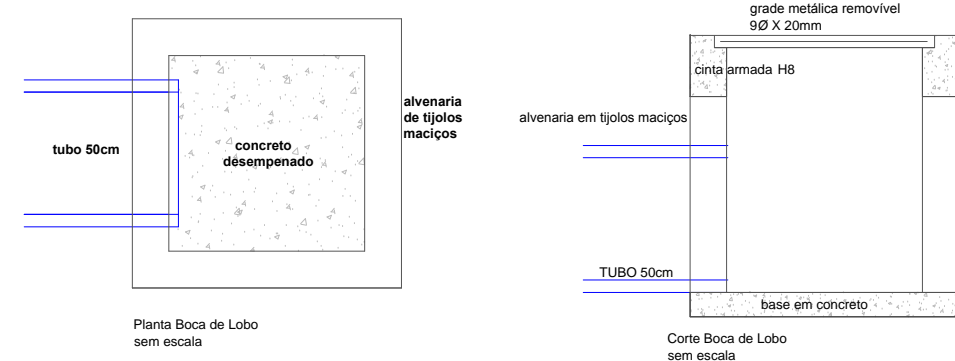 tubo 50cm
concreto
desempenado
alvenaria
de tijolos
maciços
Planta Boca de Lobo
sem escala
grade metálica removível
9Ø X 20mm
cinta armada H8
alvenaria em tijolos maciços
TUBO 50cm
base em concreto
Corte Boca de Lobo
sem escala